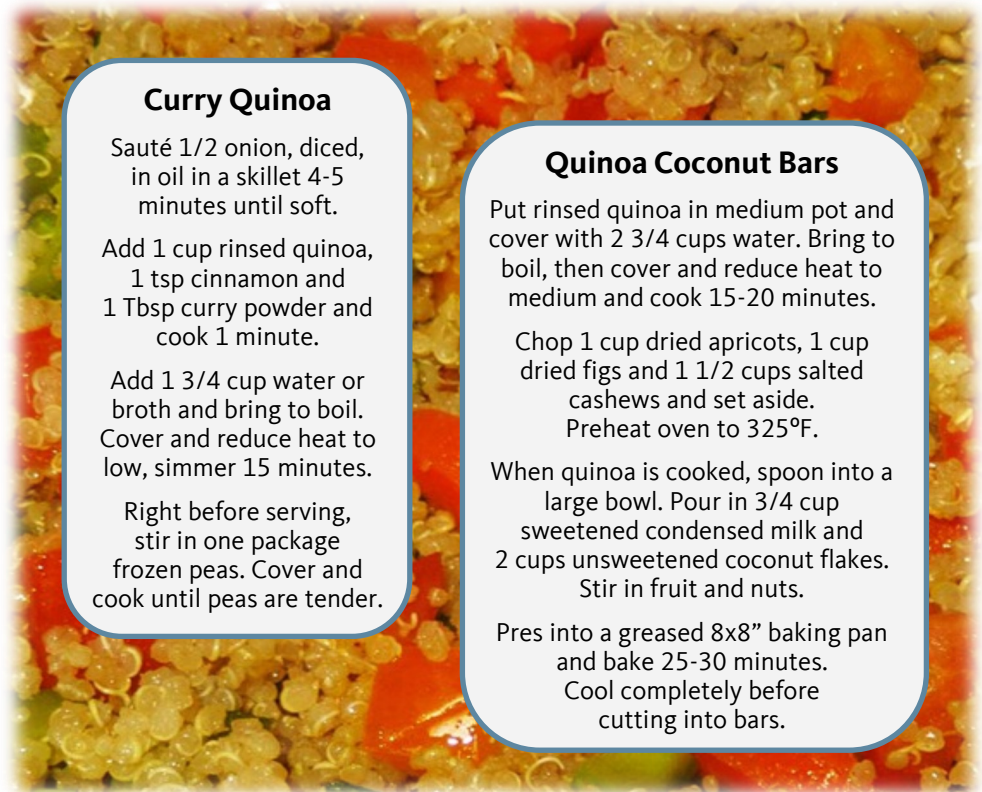 Curry Quinoa
Sauté 1/2 onion, diced,
in oil in a skillet 4-5
minutes until soft.
Add 1 cup rinsed quinoa,
1 tsp cinnamon and
1 Tbsp curry powder and
cook 1 minute.
Add 1 3/4 cup water or
broth and bring to boil.
Cover and reduce heat to
low, simmer 15 minutes.
Right before serving,
stir in one package
frozen peas. Cover and
cook until peas are tender.
Quinoa Coconut Bars
Put rinsed quinoa in medium pot and
cover with 2 3/4 cups water. Bring to
boil, then cover and reduce heat to
medium and cook 15-20 minutes.
Chop 1 cup dried apricots, 1 cup
dried figs and 1 1/2 cups salted
cashews and set aside.
Preheat oven to 325ºF.
When quinoa is cooked, spoon into a
large bowl. Pour in 3/4 cup
sweetened condensed milk and
2 cups unsweetened coconut flakes.
Stir in fruit and nuts.
Pres into a greased 8x8” baking pan
and bake 25-30 minutes.
Cool completely before
cutting into bars.